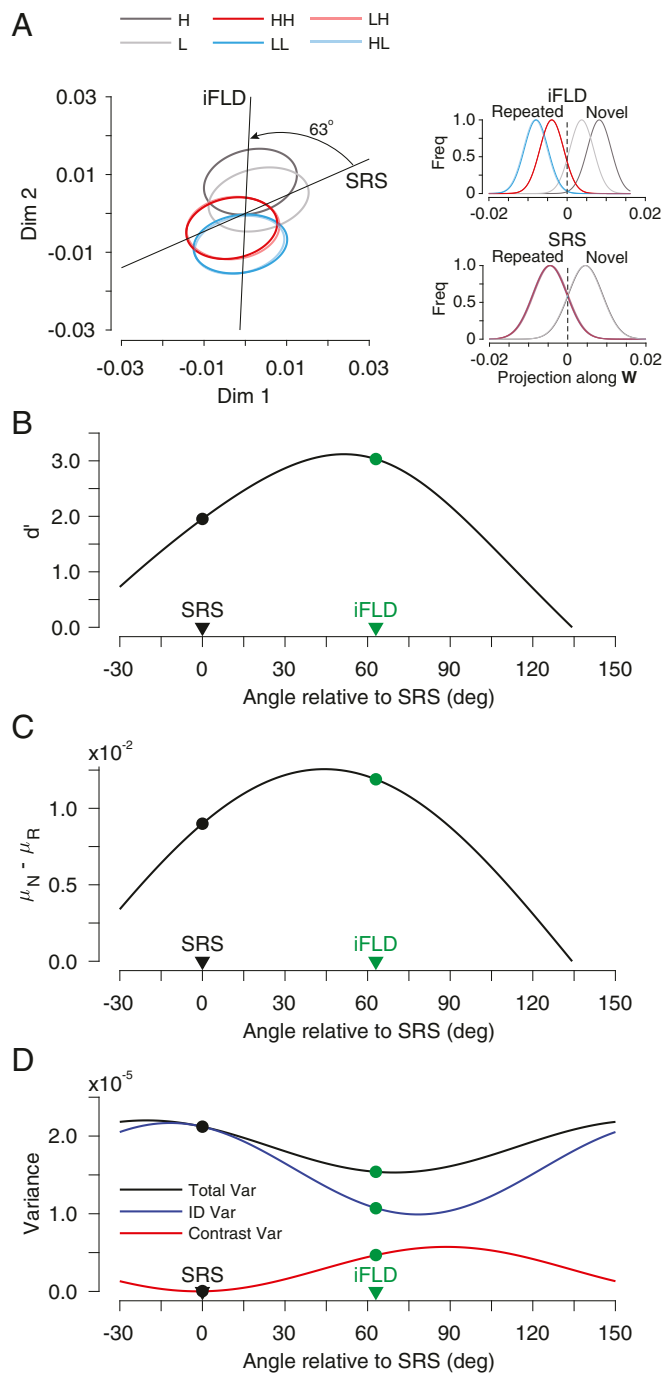 A
H HH LH
L LL HL
iFLD
63°
SRS
0.03
0.01
-0.01
-0.03
Dim 2
-0.03 -0.01 0.01 0.03
Dim 1
iFLD
Repeated Novel
1.0
0.5
0
Freq
-0.02 0 0.02
SRS
Repeated Novel
1.0
0.5
0
Freq
-0.02 0 0.02
Projection along W
B
3.0
2.0
1.0
0.0
d'
SRS iFLD
-30 0 30 60 90 120 150
Angle relative to SRS (deg)
C
x10-2
1.0
0.5
0.0
μN - μR
SRS iFLD
-30 0 30 60 90 120 150
Angle relative to SRS (deg)
D
x10-5
2.0
1.0
0.0
Variance
Total Var
ID Var
Contrast Var
SRS iFLD
-30 0 30 60 90 120 150
Angle relative to SRS (deg)